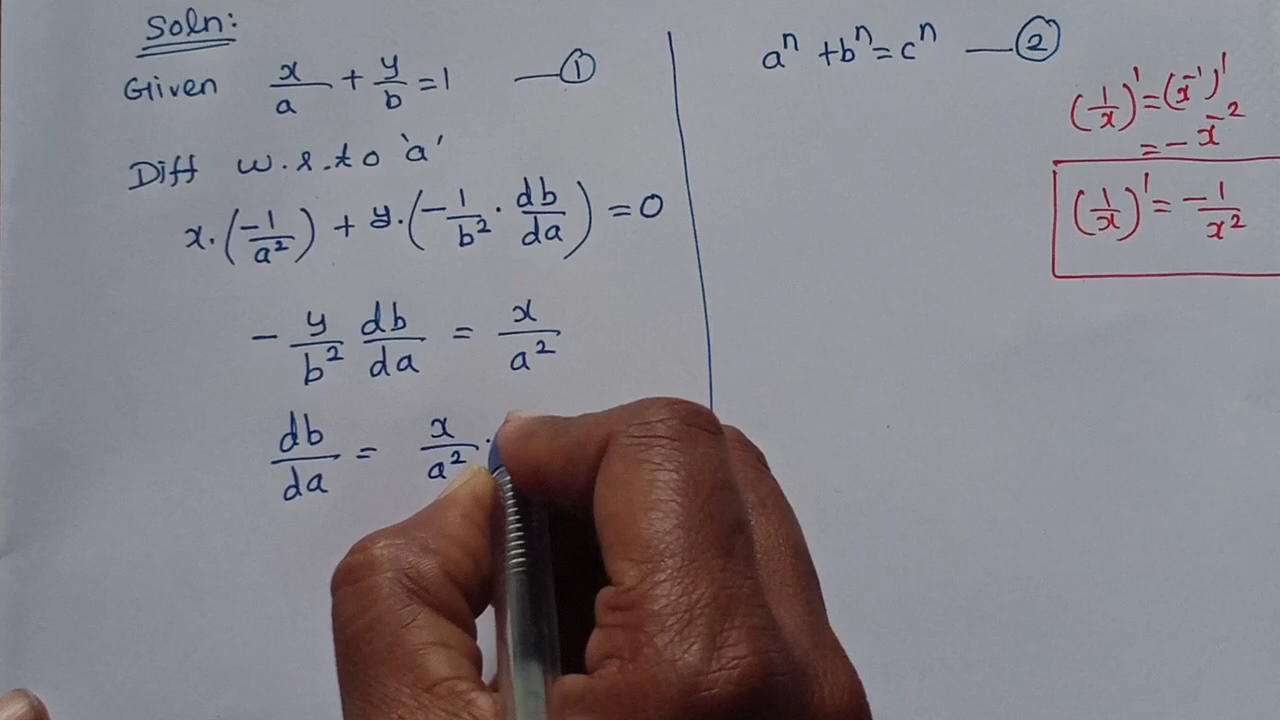 Soln:
Given x/a + y/b = 1 —①
Diff w.r.to 'a'
x.(-1/a²) + y.(-1/b² . db/da) = 0
- y/b² db/da = x/a²
db/da = x/a² .
aⁿ + bⁿ = cⁿ —②
(1/x)' = (x⁻¹)'
= - x⁻²
(1/x)' = -1/x²